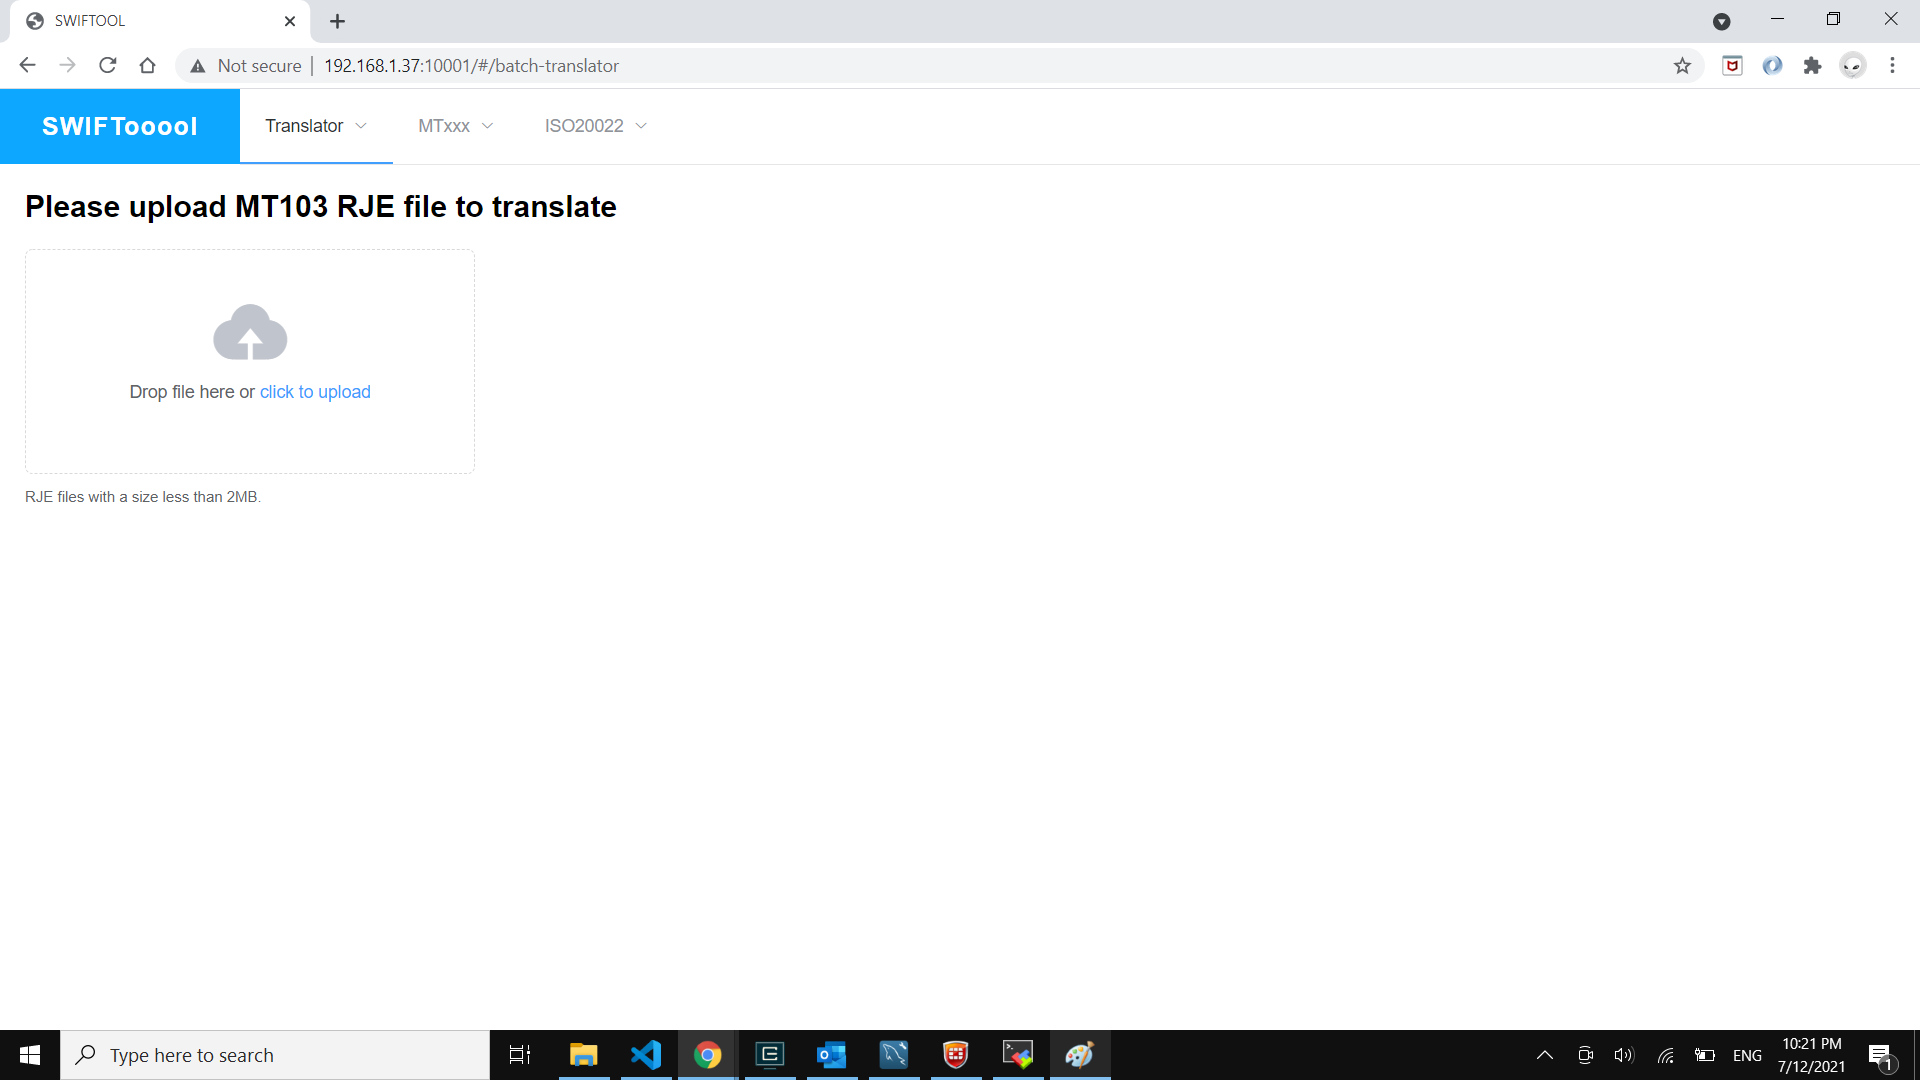 SWIFTOOL
Not secure
192.168.1.37:10001/#/batch-translator
SWIFTooool
Translator
MTxxx
ISO20022
Please upload MT103 RJE file to translate
Drop file here or click to upload
RJE files with a size less than 2MB.
Type here to search
ENG
10:21 PM
7/12/2021
1